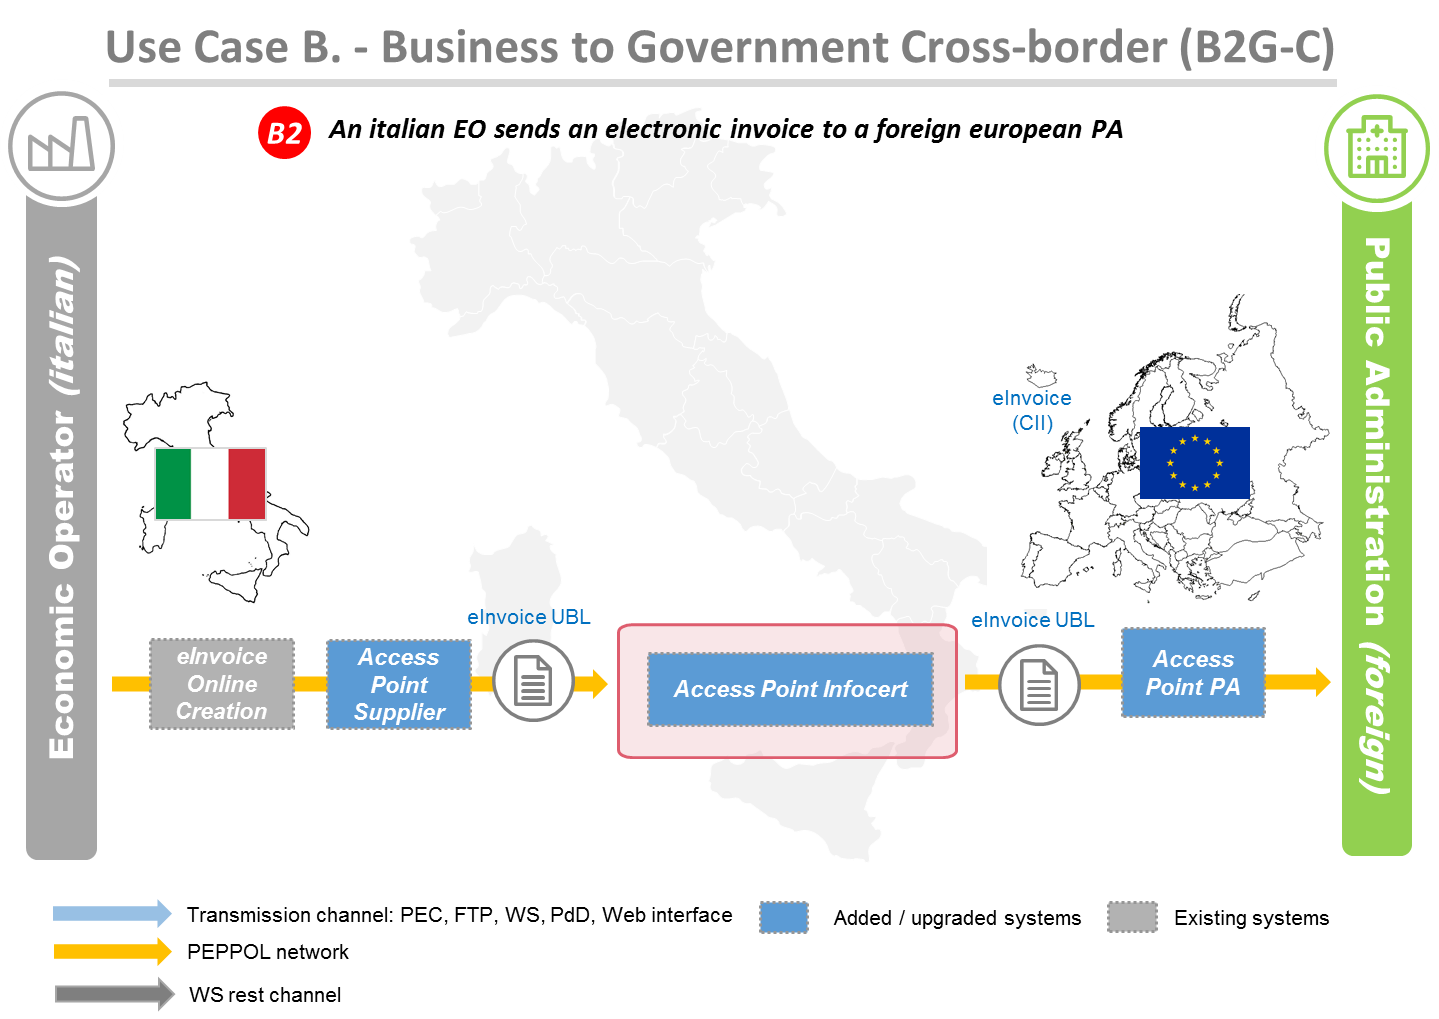 Use Case B. - Business to Government Cross-border (B2G-C)
B2
An italian EO sends an electronic invoice to a foreign european PA
Economic Operator (italian)
Public Administration (foreign)
eInvoice
(CII)
eInvoice UBL
eInvoice UBL
eInvoice
Online
Creation
Access
Point
Supplier
Access Point Infocert
Access
Point PA
Transmission channel: PEC, FTP, WS, PdD, Web interface
Added / upgraded systems
Existing systems
PEPPOL network
WS rest channel